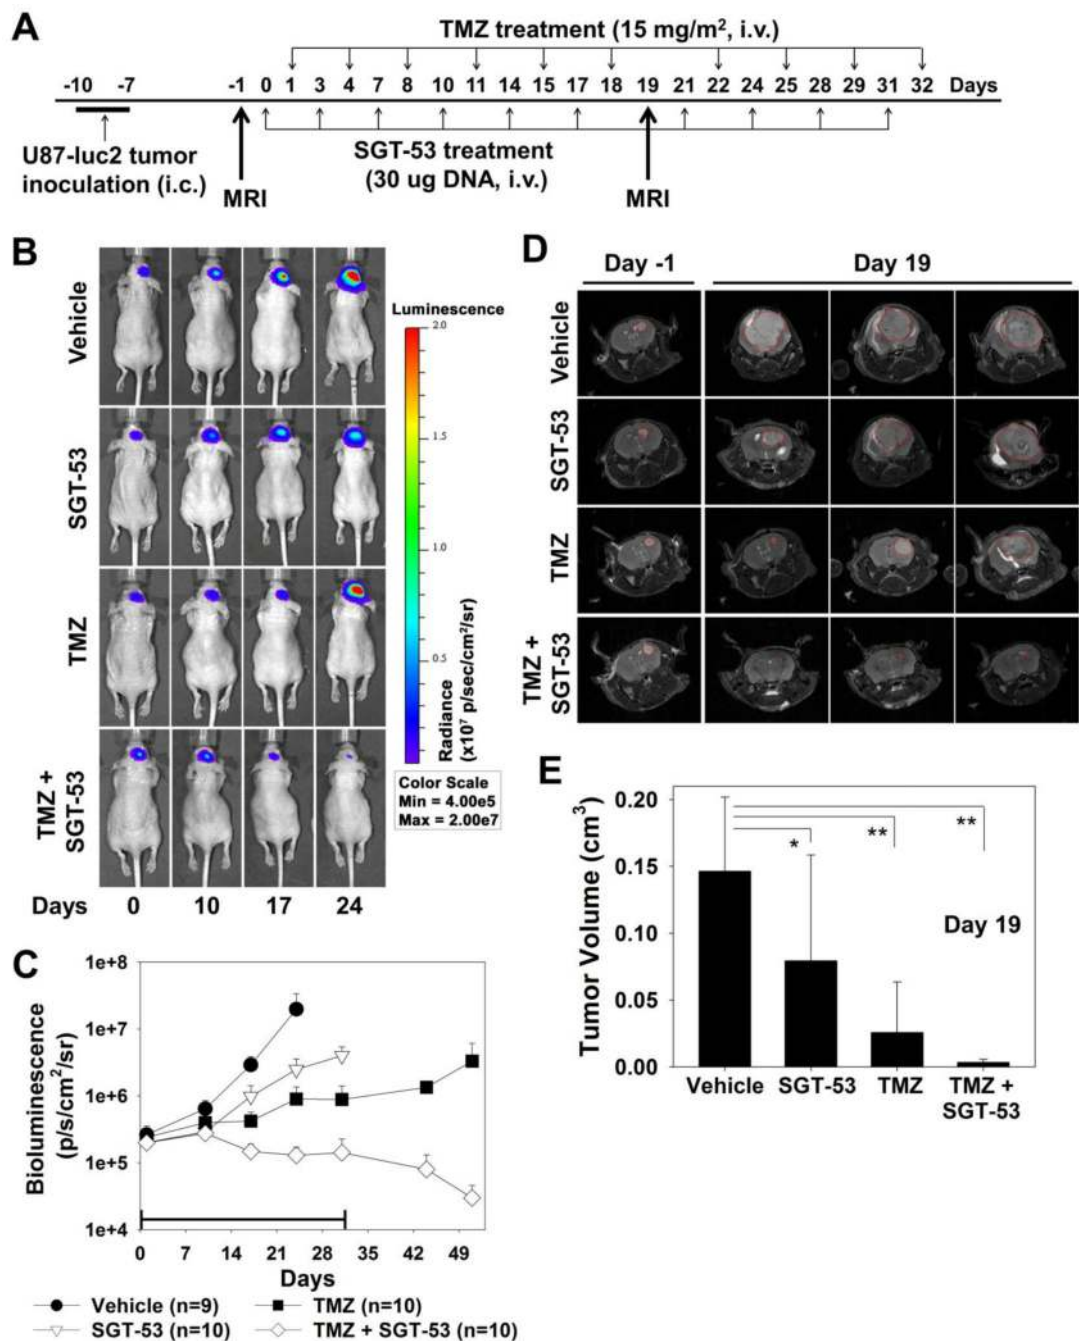 A
TMZ treatment (15 mg/m², i.v.)
-10 -7 -1 0 1 3 4 7 8 10 11 14 15 17 18 19 21 22 24 25 28 29 31 32 Days
U87-luc2 tumor
inoculation (i.c.)
MRI
SGT-53 treatment
(30 ug DNA, i.v.)
MRI
B
Vehicle
SGT-53
TMZ
TMZ +
SGT-53
Days 0 10 17 24
Luminescence
2.0
1.5
1.0
0.5
Radiance
(x10⁷ p/sec/cm²/sr)
Color Scale
Min = 4.00e5
Max = 2.00e7
C
Bioluminescence
(p/s/cm²/sr)
1e+8
1e+7
1e+6
1e+5
1e+4
0 7 14 21 28 35 42 49
Days
Vehicle (n=9) TMZ (n=10)
SGT-53 (n=10) TMZ + SGT-53 (n=10)
D
Day -1 Day 19
Vehicle
SGT-53
TMZ
TMZ +
SGT-53
E
Tumor Volume (cm³)
0.20
0.15
0.10
0.05
0.00
* ** **
Day 19
Vehicle SGT-53 TMZ TMZ +
SGT-53